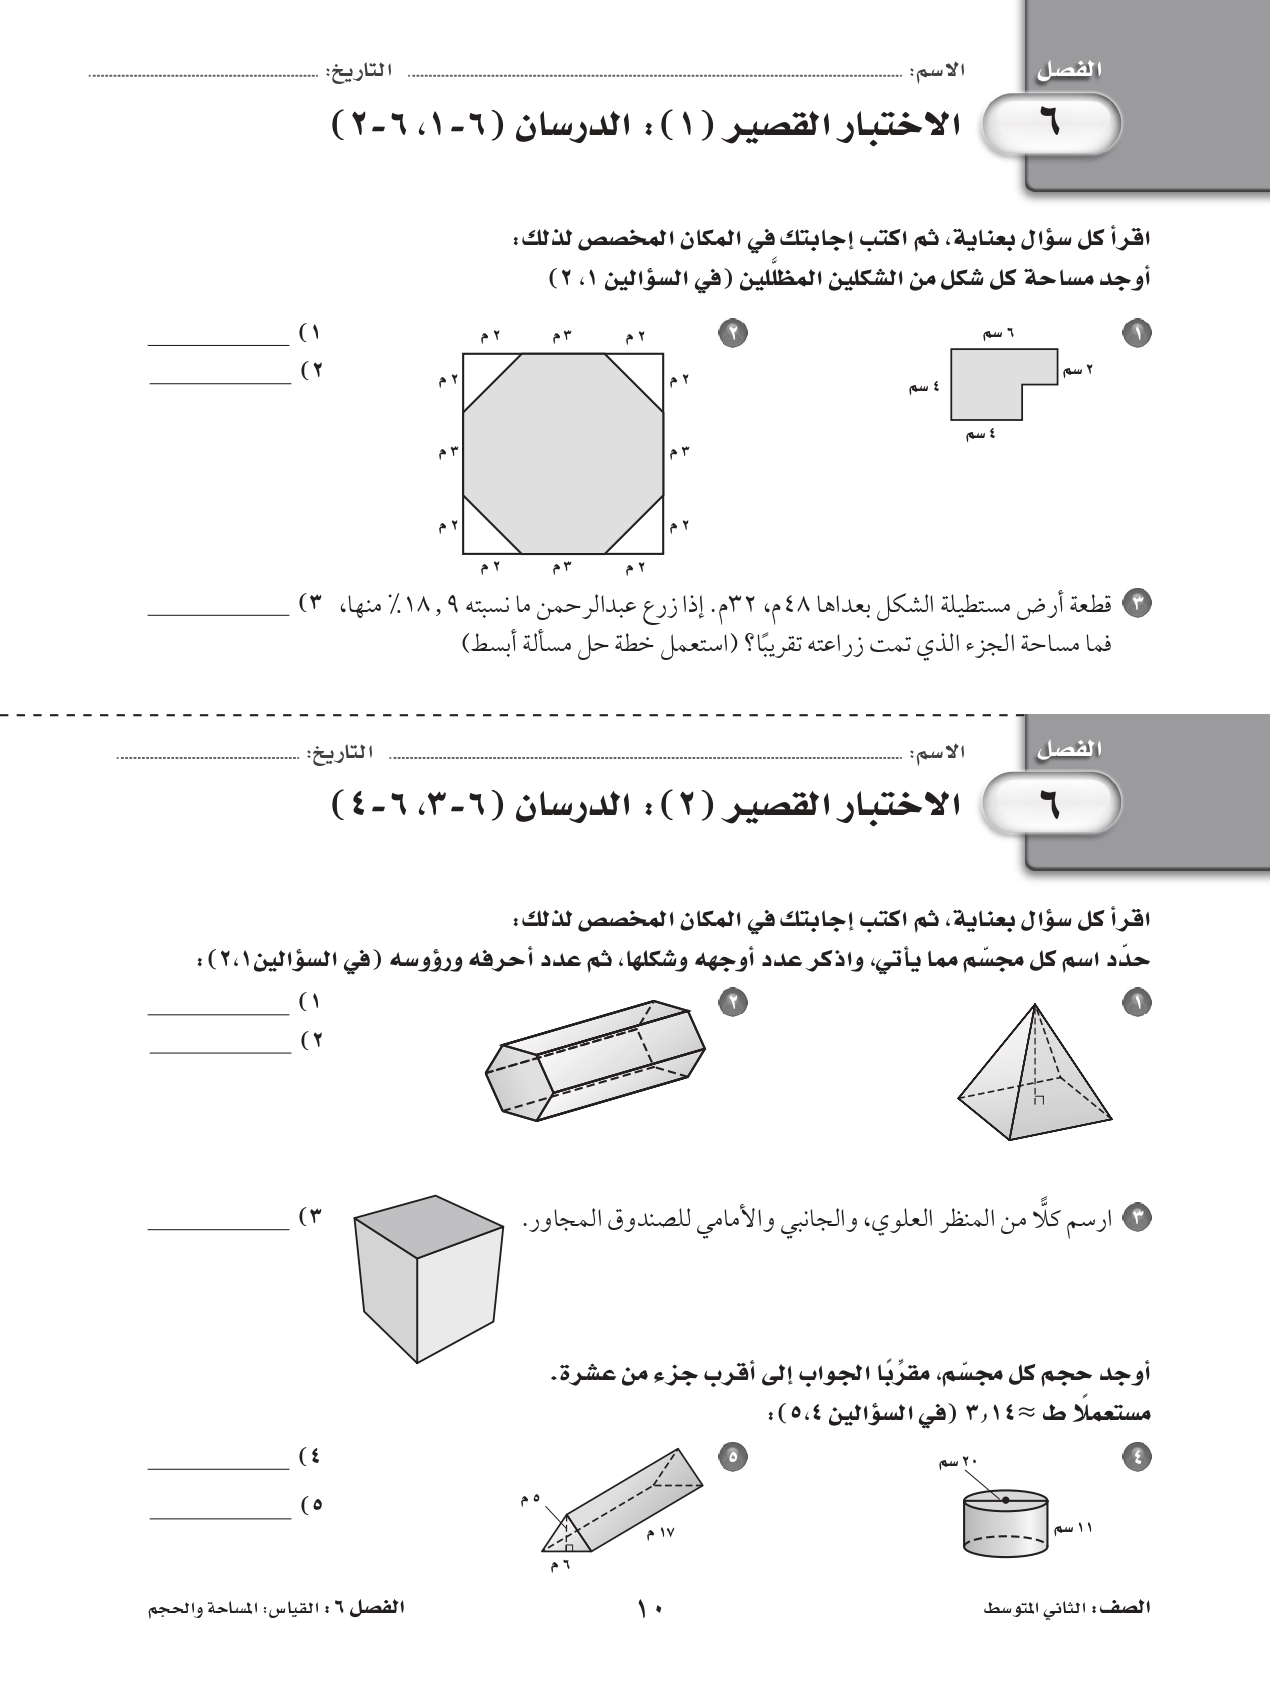 الفصل
٦
الاسم: التاريخ:
الاختبار القصير (١): الدرسان (٦-١، ٦-٢)
اقرأ كل سؤال بعناية، ثم اكتب إجابتك في المكان المخصص لذلك:
أوجد مساحة كل شكل من الشكلين المظلَّلين (في السؤالين ١، ٢)
١
٦ سم
٢ سم
٤ سم
٤ سم
٢
٢ م ٣ م ٢ م
٢ م ٢ م
٣ م ٣ م
٢ م ٢ م
٢ م ٣ م ٢ م
١)
٢)
٣ قطعة أرض مستطيلة الشكل بعداها ٤٨م، ٣٢م. إذا زرع عبدالرحمن ما نسبته ١٨,٩٪ منها، ٣)
فما مساحة الجزء الذي تمت زراعته تقريبًا؟ (استعمل خطة حل مسألة أبسط)
الفصل
٦
الاسم: التاريخ:
الاختبار القصير (٢): الدرسان (٦-٣، ٦-٤)
اقرأ كل سؤال بعناية، ثم اكتب إجابتك في المكان المخصص لذلك:
حدّد اسم كل مجسّم مما يأتي، واذكر عدد أوجهه وشكلها، ثم عدد أحرفه ورؤوسه (في السؤالين١،٢):
١ ٢ ١)
٢)
٣ ارسم كلًّا من المنظر العلوي، والجانبي والأمامي للصندوق المجاور. ٣)
أوجد حجم كل مجسّم، مقرِّبًا الجواب إلى أقرب جزء من عشرة.
مستعملًا ط ≈ ٣٫١٤ (في السؤالين ٥،٤):
٤
٢٠ سم
١١ سم
٥
٥ م
١٧ م
٦ م
٤)
٥)
الصف: الثاني المتوسط ١٠ الفصل ٦ : القياس: المساحة والحجم